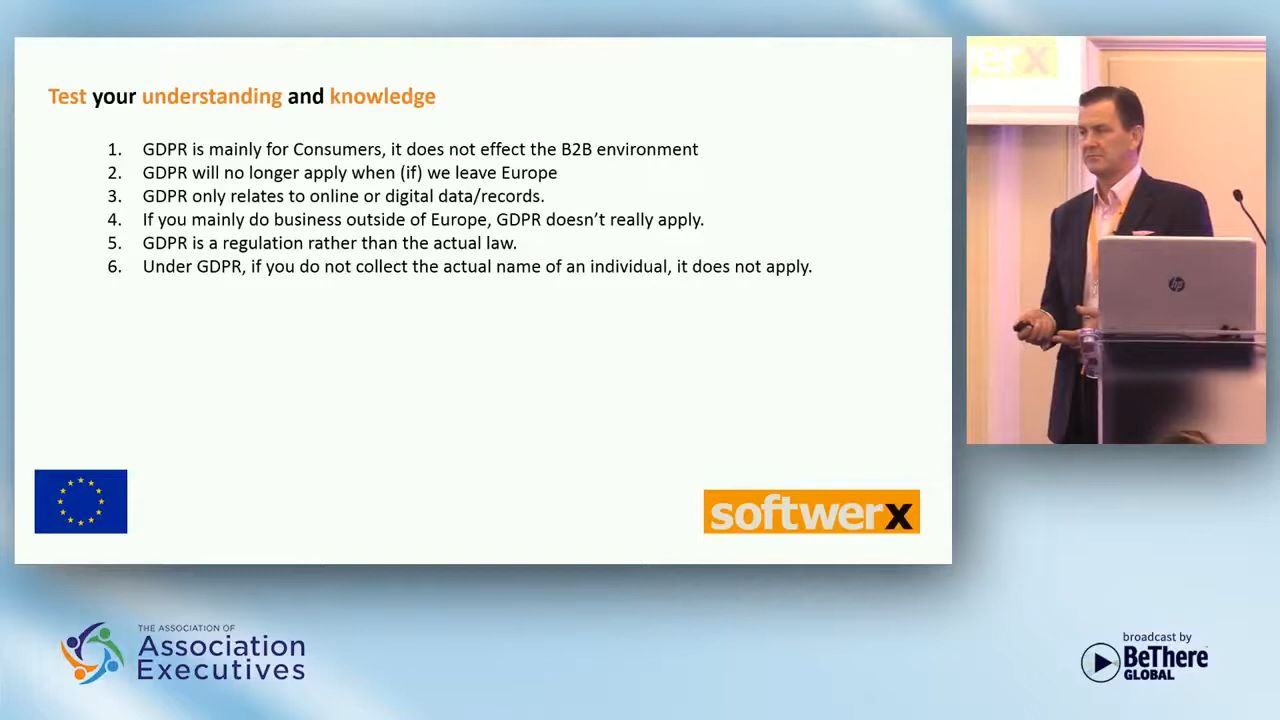 Test your understanding and knowledge
1. GDPR is mainly for Consumers, it does not effect the B2B environment
2. GDPR will no longer apply when (if) we leave Europe
3. GDPR only relates to online or digital data/records.
4. If you mainly do business outside of Europe, GDPR doesn’t really apply.
5. GDPR is a regulation rather than the actual law.
6. Under GDPR, if you do not collect the actual name of an individual, it does not apply.
softwerx
erx
hp
THE ASSOCIATION OF
Association
Executives
broadcast by
BeThere
GLOBAL